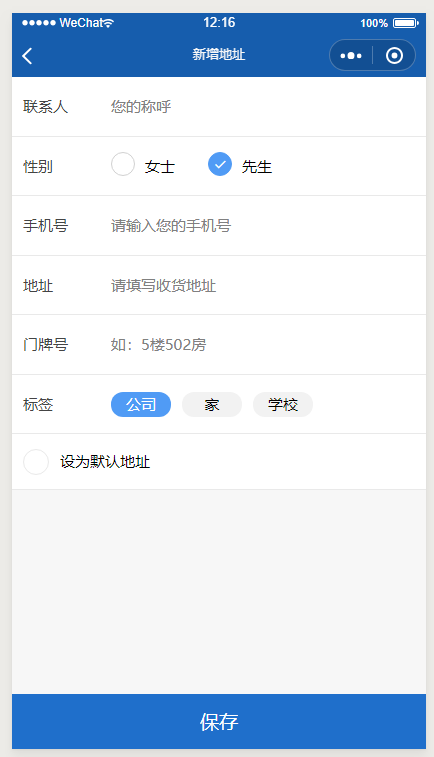 WeChat 12:16 100%
新增地址
联系人 您的称呼
性别 女士 先生
手机号 请输入您的手机号
地址 请填写收货地址
门牌号 如：5楼502房
标签 公司 家 学校
设为默认地址
保存